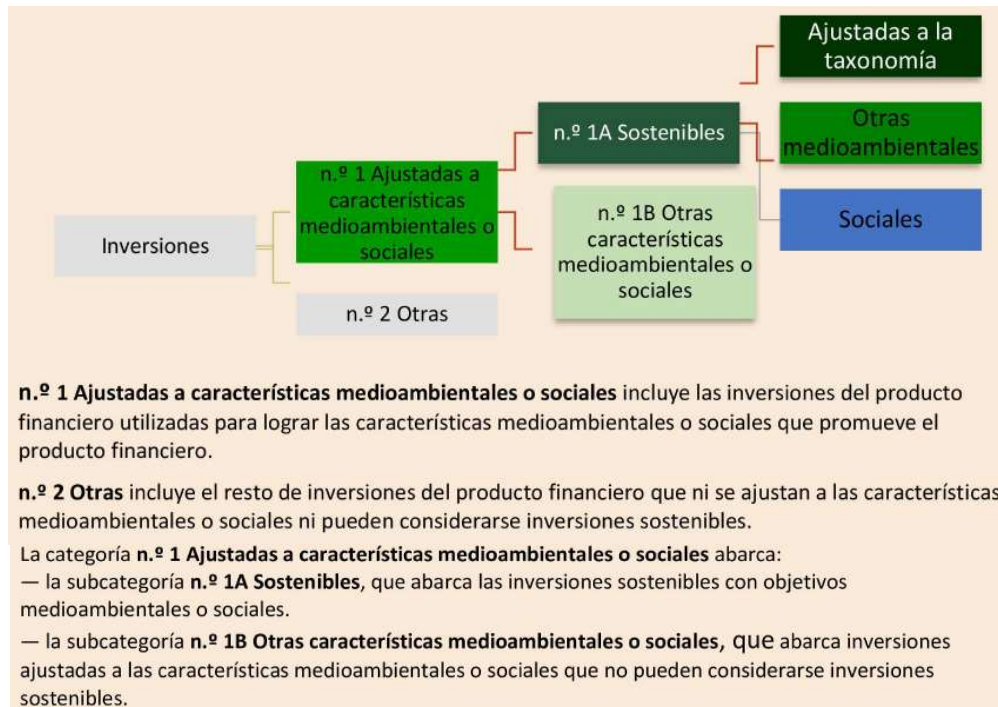 Ajustadas a la
taxonomía
n.º 1A Sostenibles
Otras
medioambientales
n.º 1 Ajustadas a
características
medioambientales o
sociales
n.º 1B Otras
características
medioambientales o
sociales
Sociales
Inversiones
n.º 2 Otras
n.º 1 Ajustadas a características medioambientales o sociales incluye las inversiones del producto
financiero utilizadas para lograr las características medioambientales o sociales que promueve el
producto financiero.
n.º 2 Otras incluye el resto de inversiones del producto financiero que ni se ajustan a las características
medioambientales o sociales ni pueden considerarse inversiones sostenibles.
La categoría n.º 1 Ajustadas a características medioambientales o sociales abarca:
— la subcategoría n.º 1A Sostenibles, que abarca las inversiones sostenibles con objetivos
medioambientales o sociales.
— la subcategoría n.º 1B Otras características medioambientales o sociales, que abarca inversiones
ajustadas a las características medioambientales o sociales que no pueden considerarse inversiones
sostenibles.